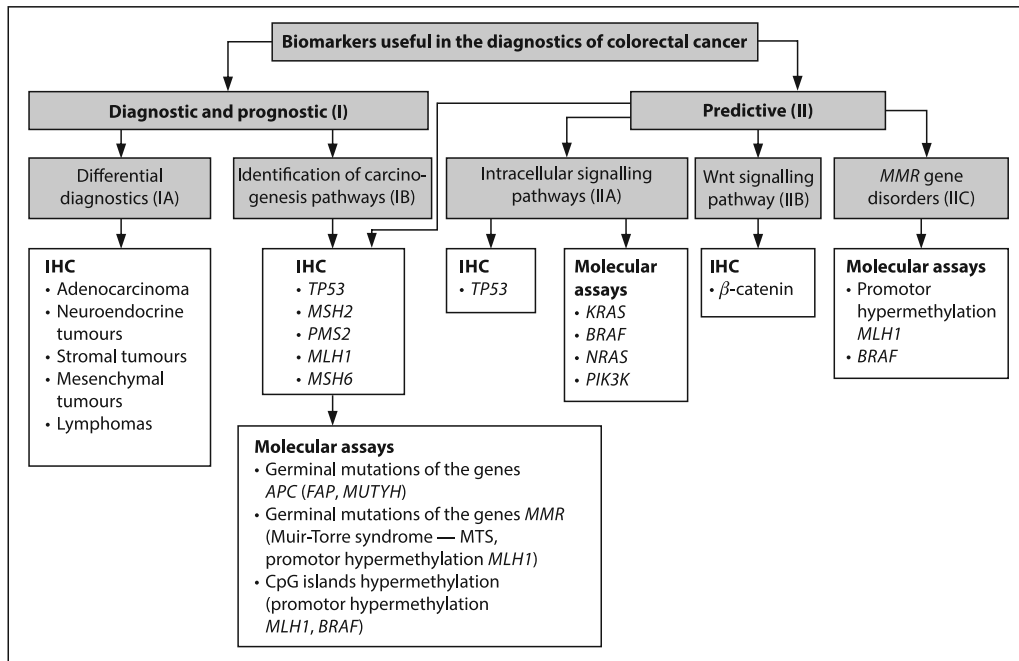 Biomarkers useful in the diagnostics of colorectal cancer
Diagnostic and prognostic (I)
Predictive (II)
Differential
diagnostics (IA)
Identification of carcino-
genesis pathways (IB)
Intracellular signalling
pathways (IIA)
Wnt signalling
pathway (IIB)
MMR gene
disorders (IIC)
IHC
• Adenocarcinoma
• Neuroendocrine
tumours
• Stromal tumours
• Mesenchymal
tumours
• Lymphomas
IHC
• TP53
• MSH2
• PMS2
• MLH1
• MSH6
IHC
• TP53
Molecular
assays
• KRAS
• BRAF
• NRAS
• PIK3K
IHC
• β-catenin
Molecular assays
• Promotor
hypermethylation
MLH1
• BRAF
Molecular assays
• Germinal mutations of the genes
APC (FAP, MUTYH)
• Germinal mutations of the genes MMR
(Muir-Torre syndrome — MTS,
promotor hypermethylation MLH1)
• CpG islands hypermethylation
(promotor hypermethylation
MLH1, BRAF)